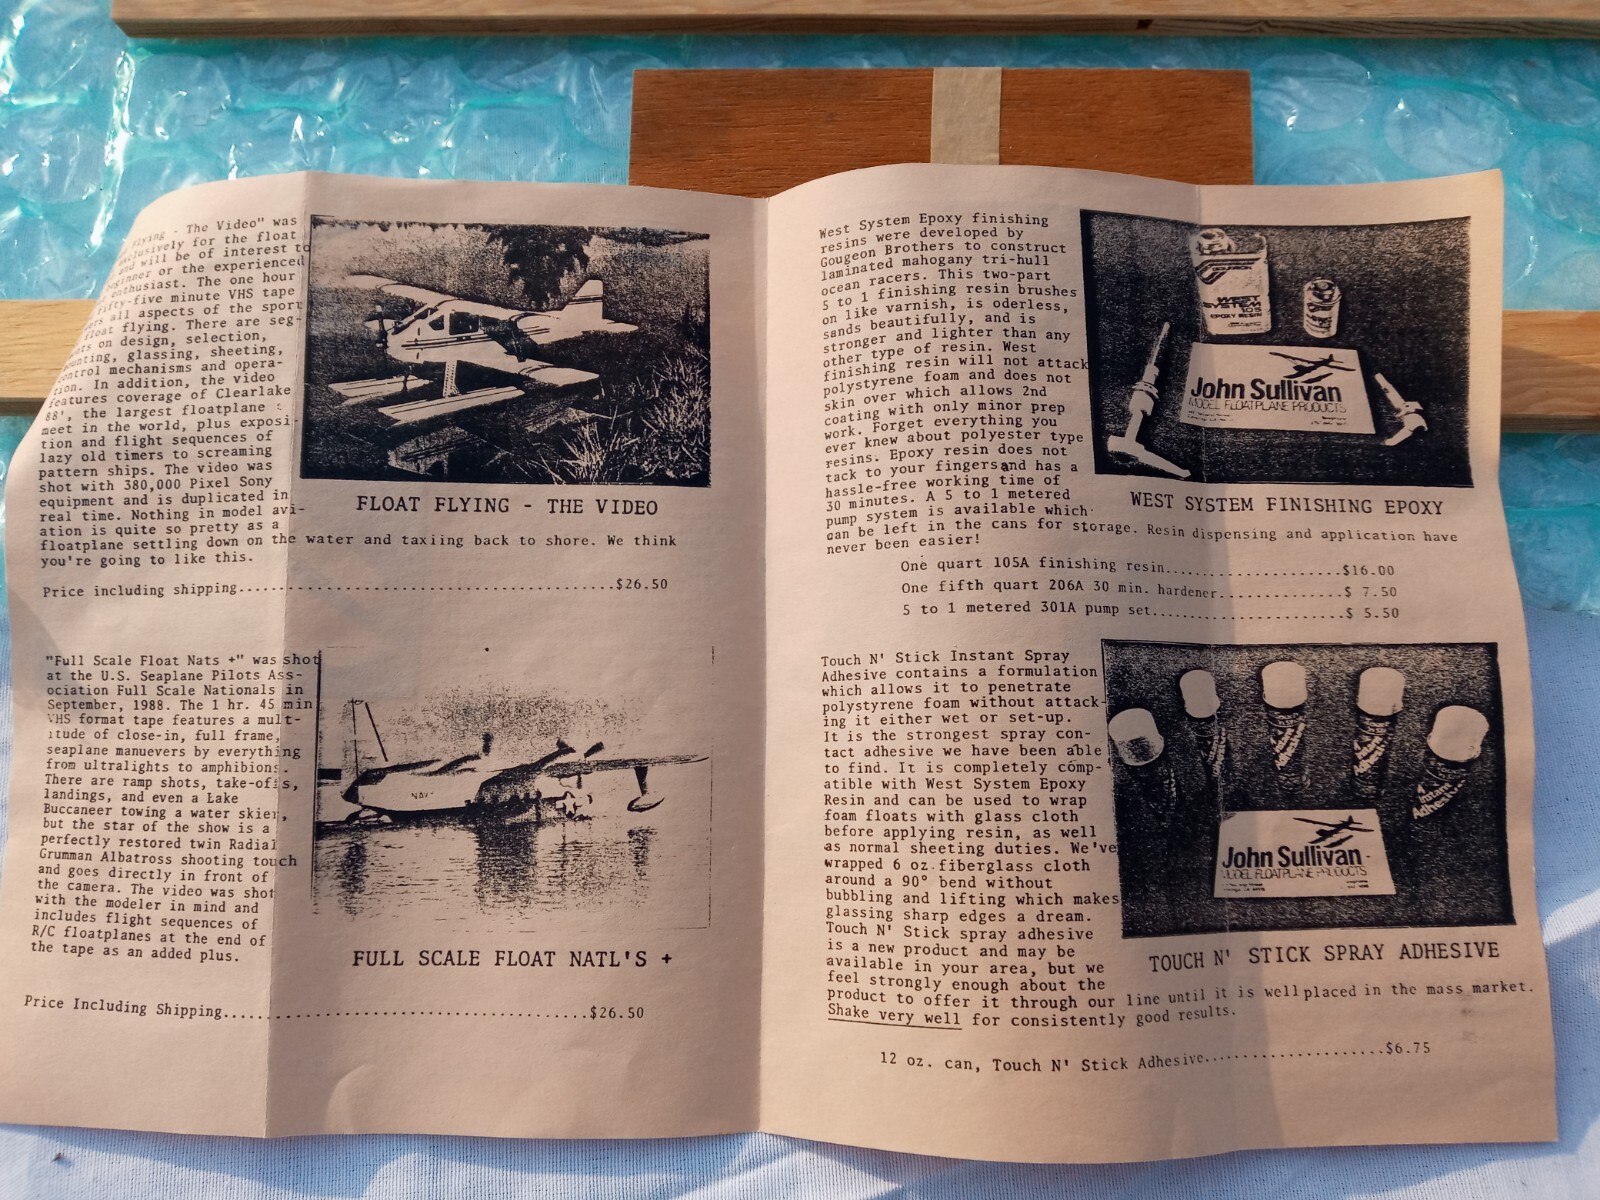 Flying - The Video" was
exclusively for the float
and will be of interest to
beginner or the experienced
enthusiast. The one hour
fifty-five minute VHS tape
covers all aspects of the sport
float flying. There are seg-
on design, selection,
mounting, glassing, sheeting,
control mechanisms and opera-
tion. In addition, the video
features coverage of Clearlake
88', the largest floatplane
meet in the world, plus exposi-
tion and flight sequences of
lazy old timers to screaming
pattern ships. The video was
shot with 380,000 Pixel Sony
equipment and is duplicated in
real time. Nothing in model avi-
ation is quite so pretty as a
floatplane settling down on the water and taxiing back to shore. We think
you're going to like this.
FLOAT FLYING - THE VIDEO
Price including shipping........................................$26.50
"Full Scale Float Nats +" was shot
at the U.S. Seaplane Pilots Ass-
ociation Full Scale Nationals in
September, 1988. The 1 hr. 45 min
VHS format tape features a mult-
itude of close-in, full frame,
seaplane manuevers by everything
from ultralights to amphibions.
There are ramp shots, take-offs,
landings, and even a Lake
Buccaneer towing a water skier,
but the star of the show is a
perfectly restored twin Radial
Grumman Albatross shooting touch
and goes directly in front of
the camera. The video was shot
with the modeler in mind and
includes flight sequences of
R/C floatplanes at the end of
the tape as an added plus.
NAVY
FULL SCALE FLOAT NATL'S +
Price Including Shipping.......................................$26.50
West System Epoxy finishing
resins were developed by
Gougeon Brothers to construct
laminated mahogany tri-hull
ocean racers. This two-part
5 to 1 finishing resin brushes
on like varnish, is oderless,
sands beautifully, and is
stronger and lighter than any
other type of resin. West
finishing resin will not attack
polystyrene foam and does not
skin over which allows 2nd
coating with only minor prep
work. Forget everything you
ever knew about polyester type
resins. Epoxy resin does not
tack to your fingers and has a
hassle-free working time of
30 minutes. A 5 to 1 metered
pump system is available which
can be left in the cans for storage. Resin dispensing and application have
never been easier!
WEST
SYSTEM
105
EPOXY RESIN
John Sullivan
MODEL FLOATPLANE PRODUCTS
WEST SYSTEM FINISHING EPOXY
One quart 105A finishing resin.....................$16.00
One fifth quart 206A 30 min. hardener..............$ 7.50
5 to 1 metered 301A pump set.......................$ 5.50
Touch N' Stick Instant Spray
Adhesive contains a formulation
which allows it to penetrate
polystyrene foam without attack-
ing it either wet or set-up.
It is the strongest spray con-
tact adhesive we have been able
to find. It is completely comp-
atible with West System Epoxy
Resin and can be used to wrap
foam floats with glass cloth
before applying resin, as well
as normal sheeting duties. We've
wrapped 6 oz. fiberglass cloth
around a 90° bend without
bubbling and lifting which makes
glassing sharp edges a dream.
Touch N' Stick spray adhesive
is a new product and may be
available in your area, but we
feel strongly enough about the
product to offer it through our line until it is well placed in the mass market.
Shake very well for consistently good results.
Instant
Adhesive
John Sullivan
MODEL FLOATPLANE PRODUCTS
TOUCH N' STICK SPRAY ADHESIVE
12 oz. can, Touch N' Stick Adhesive......................$6.75